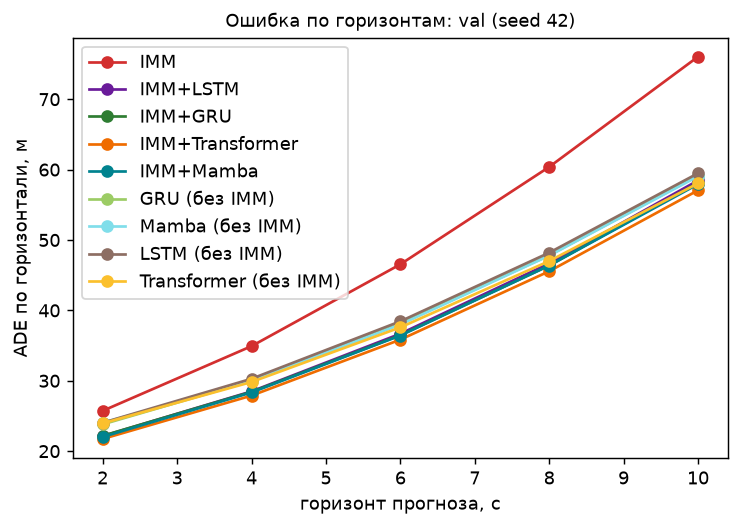 Ошибка по горизонтам: val (seed 42)
ADE по горизонтали, м
70
60
50
40
30
20
IMM
IMM+LSTM
IMM+GRU
IMM+Transformer
IMM+Mamba
GRU (без IMM)
Mamba (без IMM)
LSTM (без IMM)
Transformer (без IMM)
2 3 4 5 6 7 8 9 10
горизонт прогноза, с